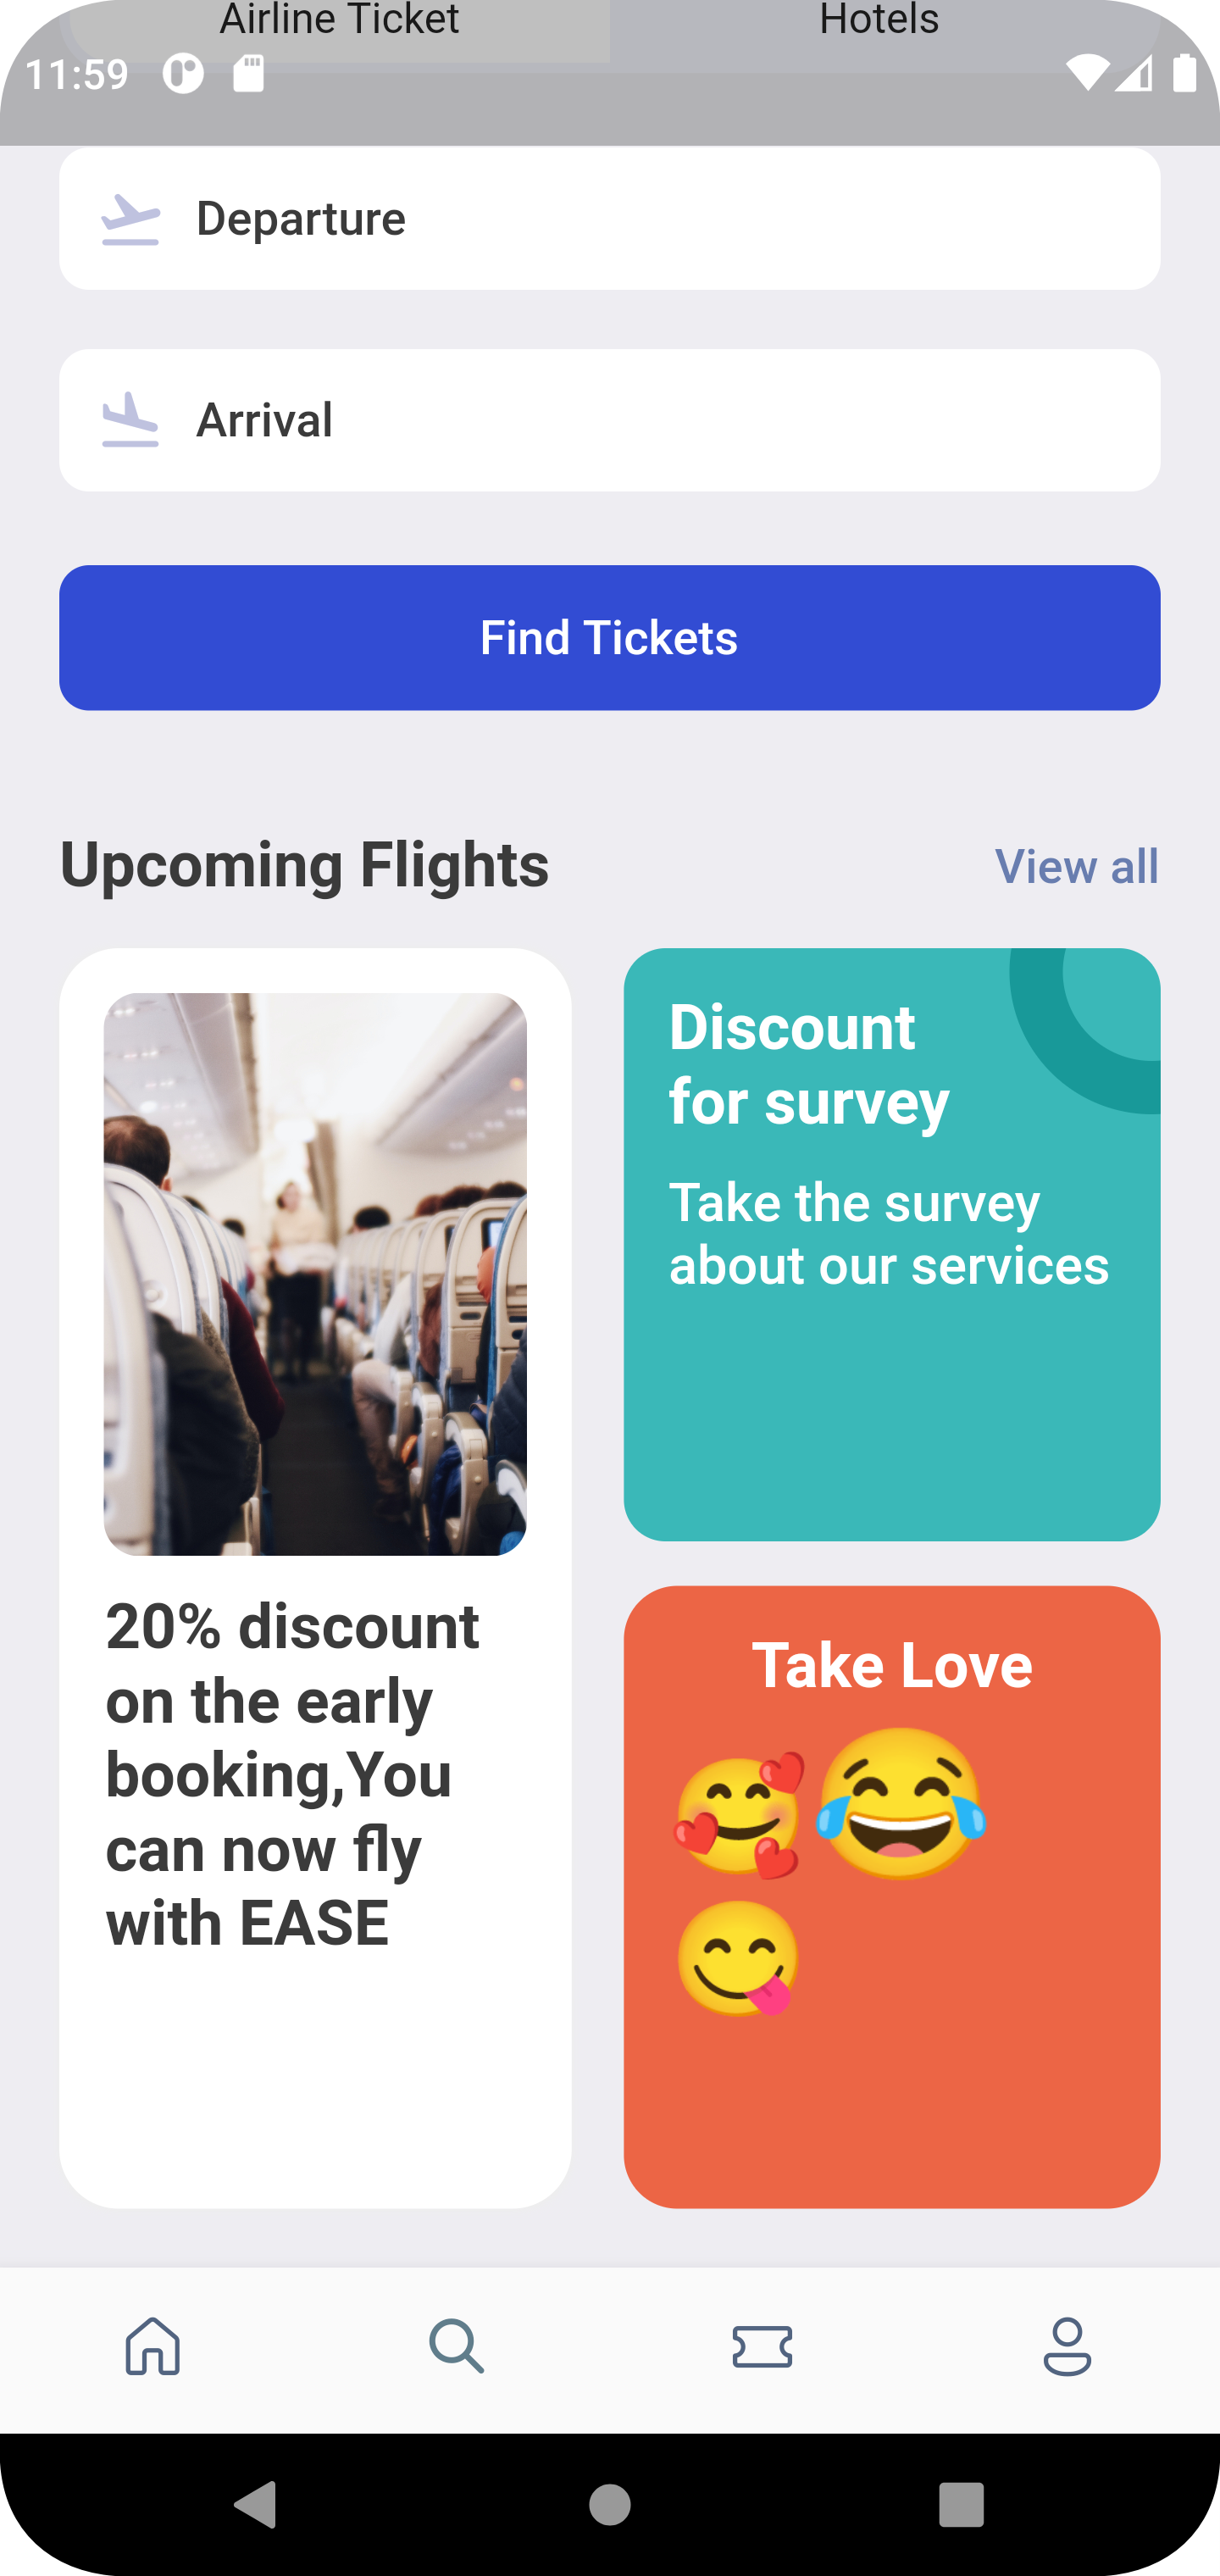 Airline Ticket
Hotels
11:59
Departure
Arrival
Find Tickets
Upcoming Flights
View all
20% discount
on the early
booking,You
can now fly
with EASE
Discount
for survey
Take the survey
about our services
Take Love
🥰😂
😋